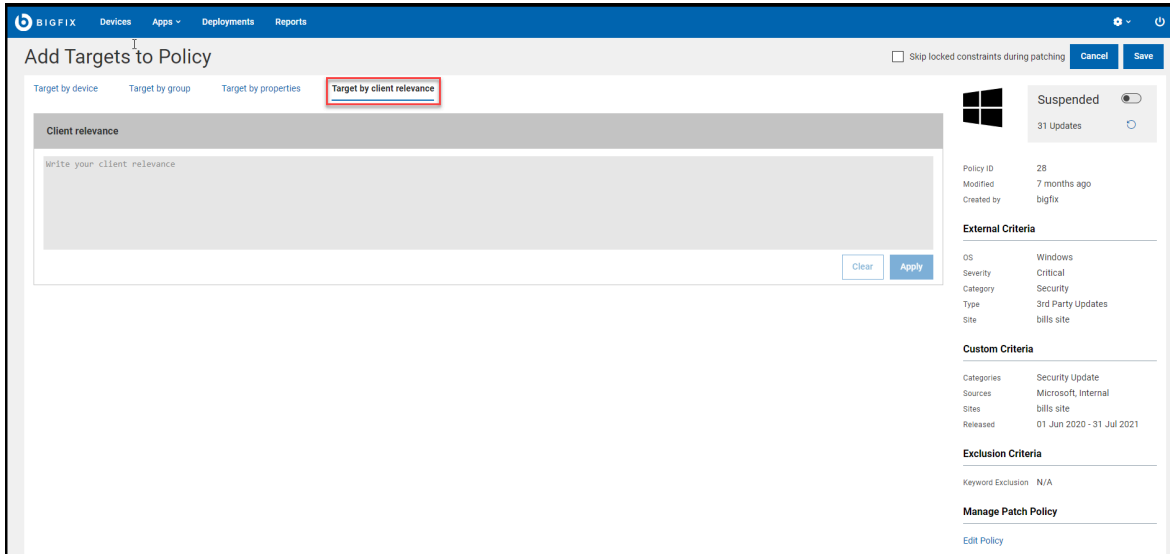 BIGFIX Devices Apps Deployments Reports
Add Targets to Policy
Skip locked constraints during patching Cancel Save
Target by device Target by group Target by properties Target by client relevance
Client relevance
Write your client relevance
Clear Apply
Suspended
31 Updates
Policy ID 28
Modified 7 months ago
Created by bigfix
External Criteria
OS Windows
Severity Critical
Category Security
Type 3rd Party Updates
Site bills site
Custom Criteria
Categories Security Update
Sources Microsoft, Internal
Sites bills site
Released 01 Jun 2020 - 31 Jul 2021
Exclusion Criteria
Keyword Exclusion N/A
Manage Patch Policy
Edit Policy